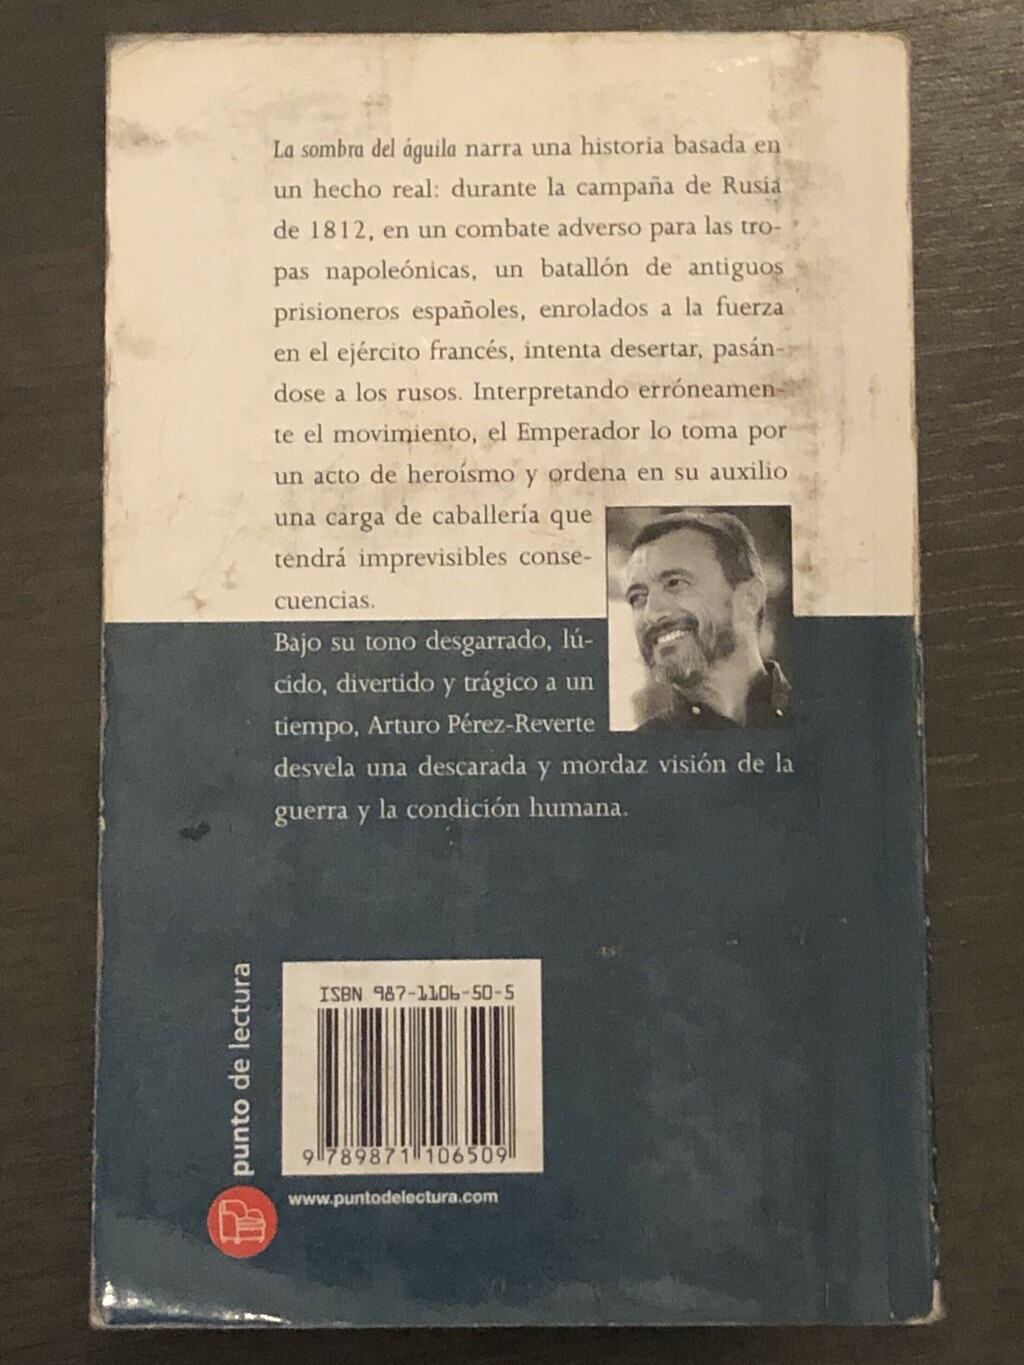 La sombra del águila narra una historia basada en
un hecho real: durante la campaña de Rusia
de 1812, en un combate adverso para las tro-
pas napoleónicas, un batallón de antiguos
prisioneros españoles, enrolados a la fuerza
en el ejército francés, intenta desertar, pasán-
dose a los rusos. Interpretando erróneamen-
te el movimiento, el Emperador lo toma por
un acto de heroísmo y ordena en su auxilio
una carga de caballería que
tendrá imprevisibles conse-
cuencias.
Bajo su tono desgarrado, lú-
cido, divertido y trágico a un
tiempo, Arturo Pérez-Reverte
desvela una descarada y mordaz visión de la
guerra y la condición humana.
punto de lectura
ISBN 987-1106-50-5
9 789871 106509
www.puntodelectura.com